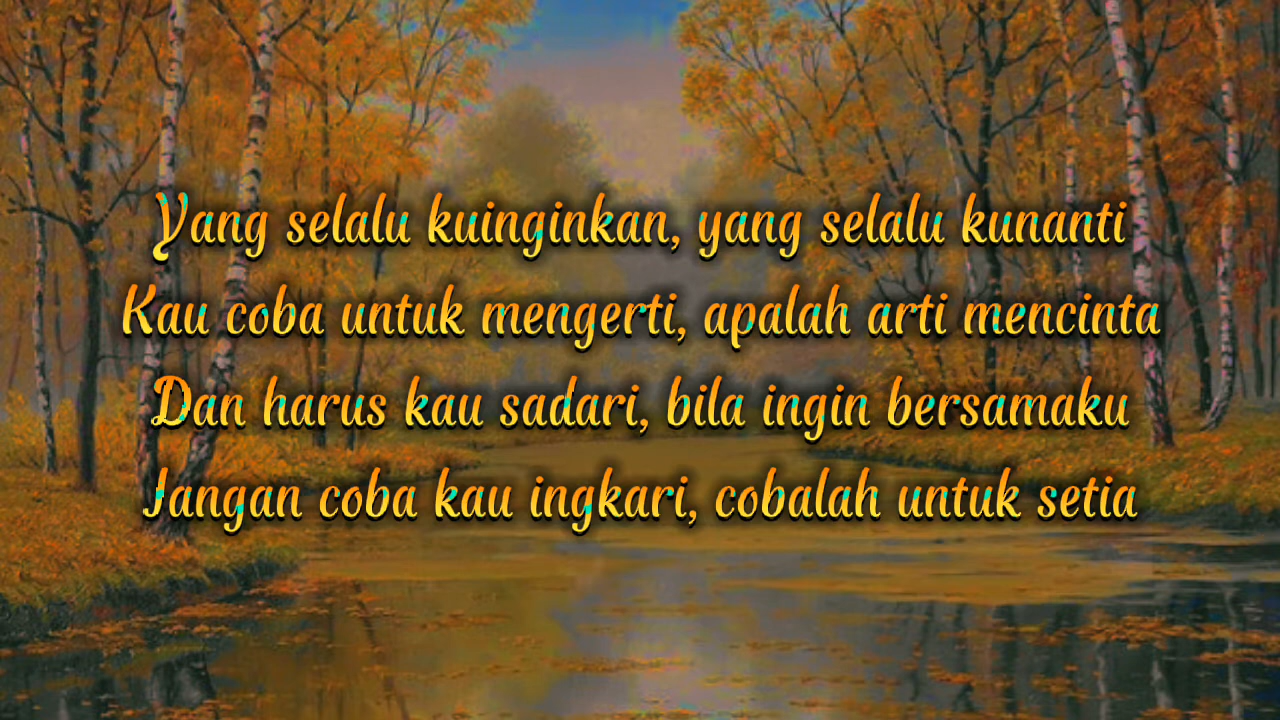 Yang selalu kuinginkan, yang selalu kunanti
Kau coba untuk mengerti, apalah arti mencinta
Dan harus kau sadari, bila ingin bersamaku
Jangan coba kau ingkari, cobalah untuk setia